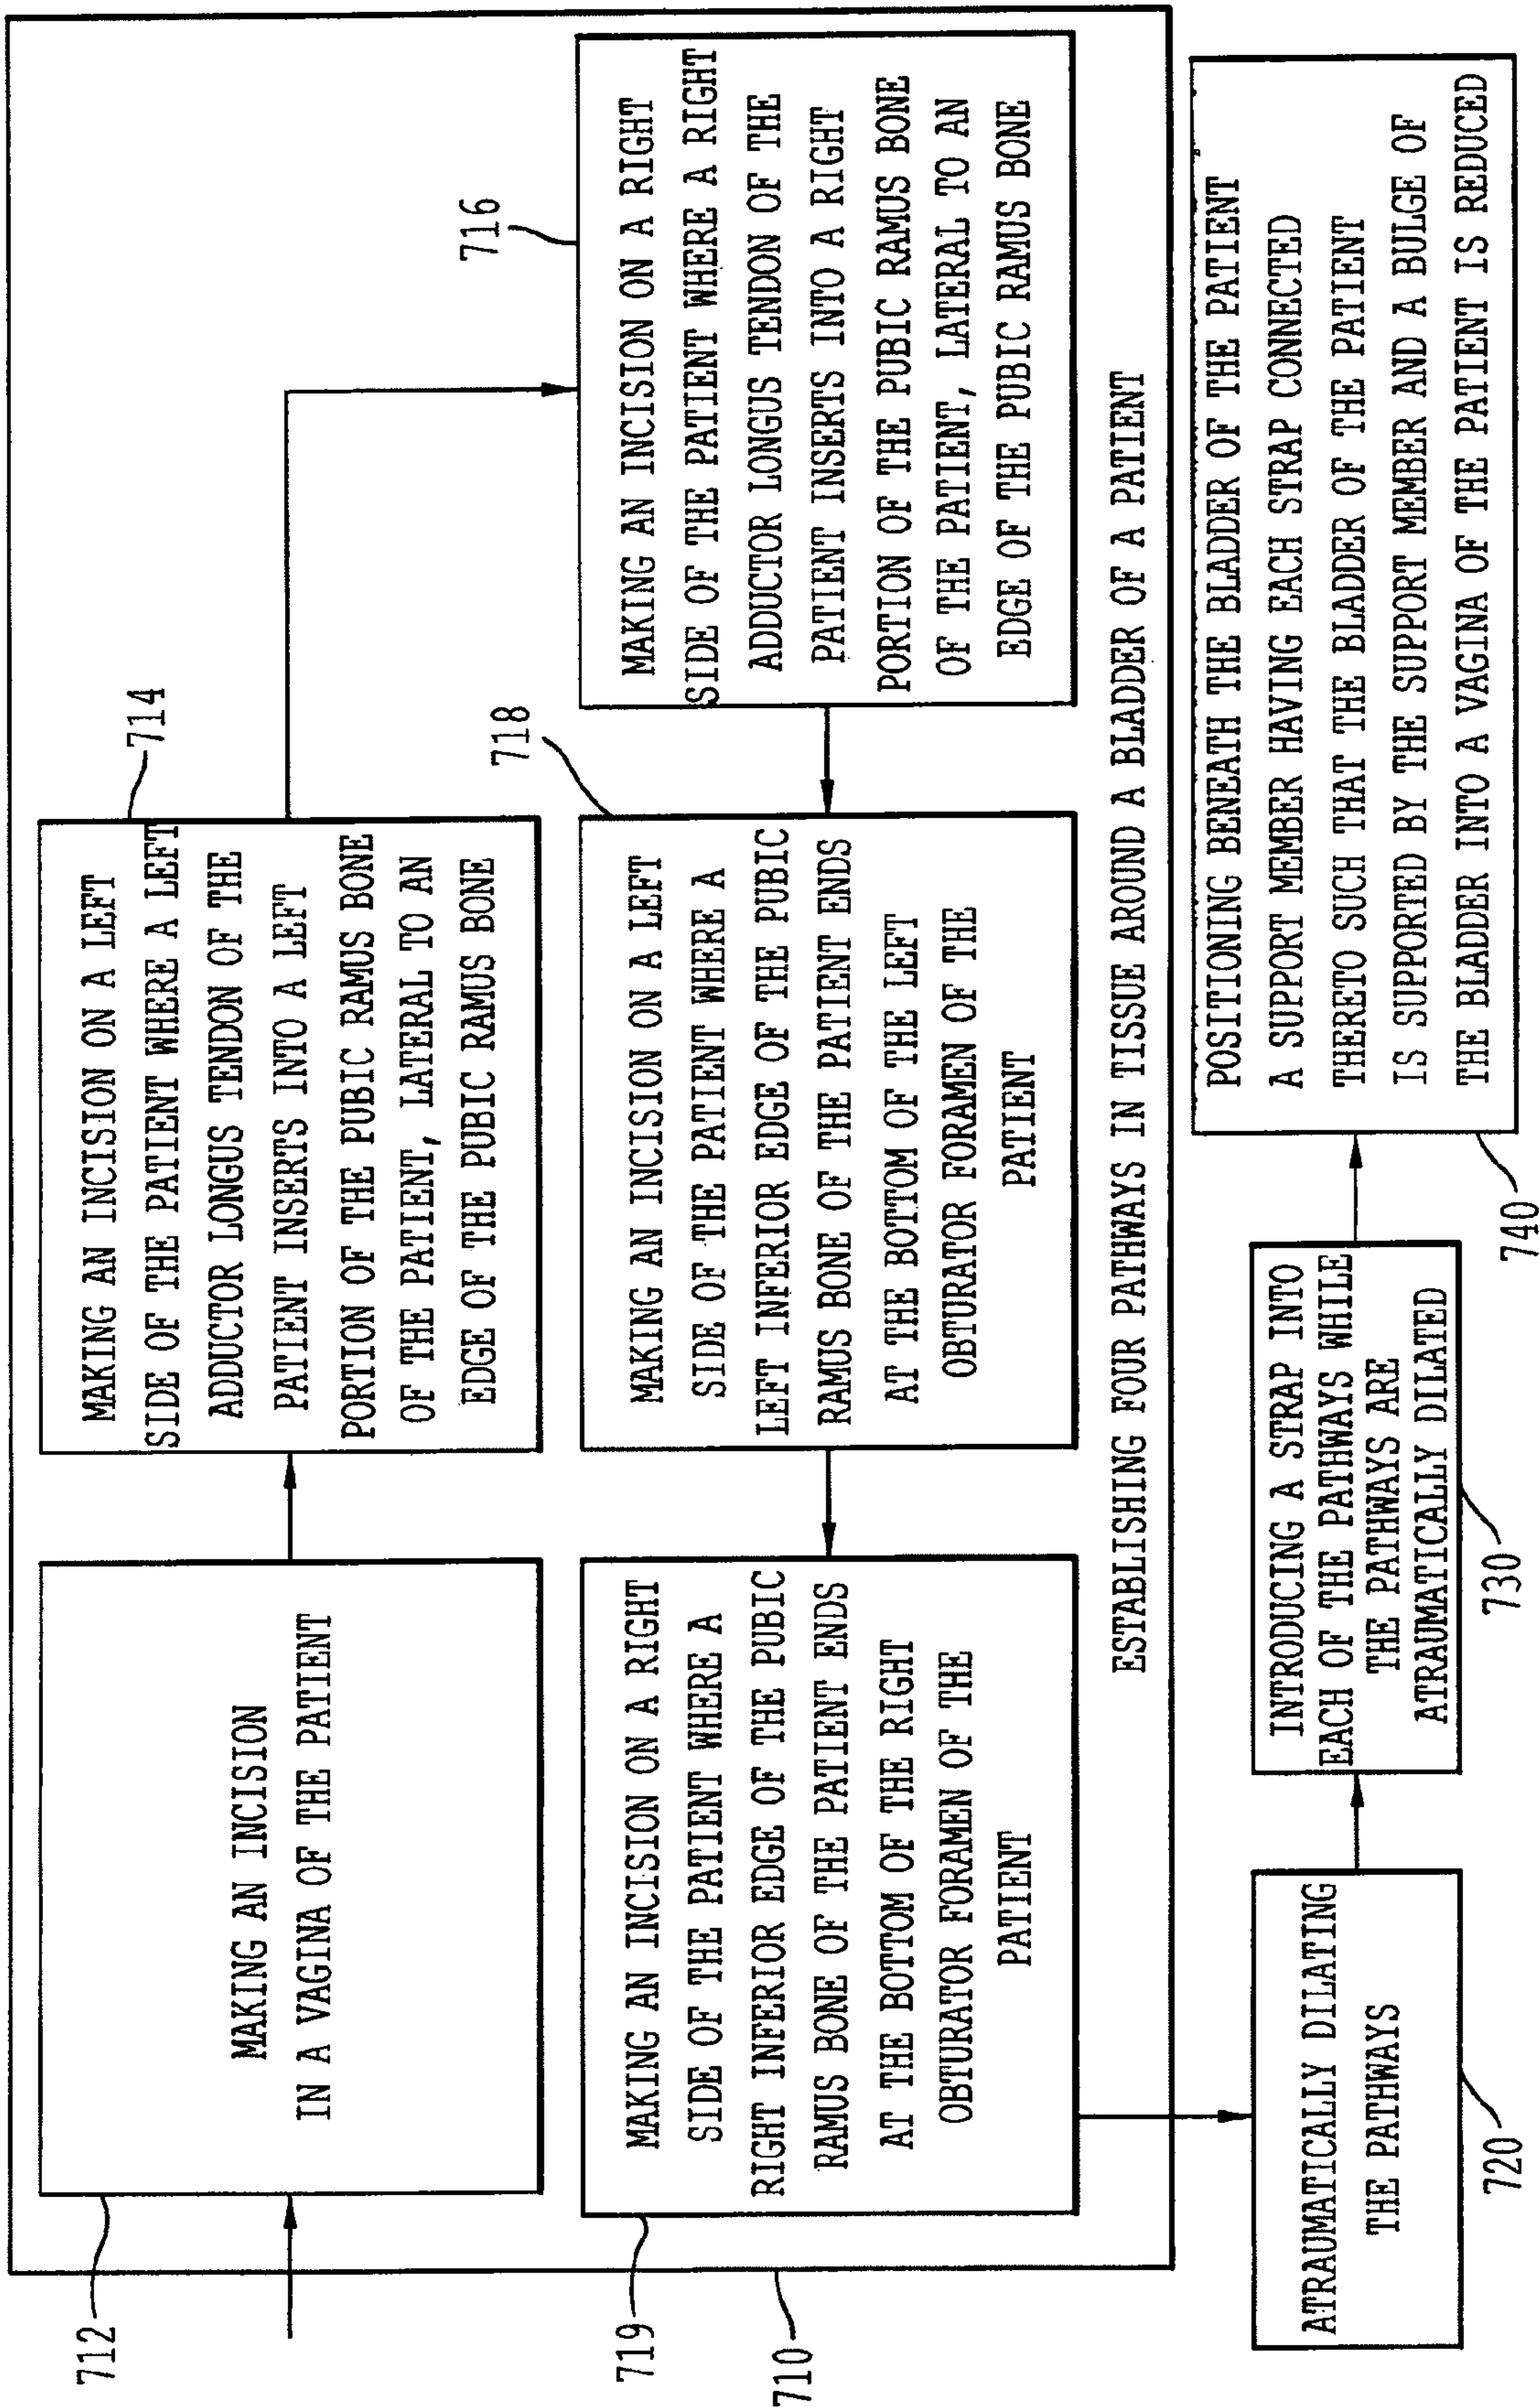 712
MAKING AN INCISION
IN A VAGINA OF THE PATIENT
714
MAKING AN INCISION ON A LEFT
SIDE OF THE PATIENT WHERE A LEFT
ADDUCTOR LONGUS TENDON OF THE
PATIENT INSERTS INTO A LEFT
PORTION OF THE PUBIC RAMUS BONE
OF THE PATIENT, LATERAL TO AN
EDGE OF THE PUBIC RAMUS BONE
716
MAKING AN INCISION ON A RIGHT
SIDE OF THE PATIENT WHERE A RIGHT
ADDUCTOR LONGUS TENDON OF THE
PATIENT INSERTS INTO A RIGHT
PORTION OF THE PUBIC RAMUS BONE
OF THE PATIENT, LATERAL TO AN
EDGE OF THE PUBIC RAMUS BONE
718
MAKING AN INCISION ON A LEFT
SIDE OF THE PATIENT WHERE A
LEFT INFERIOR EDGE OF THE PUBIC
RAMUS BONE OF THE PATIENT ENDS
AT THE BOTTOM OF THE LEFT
OBTURATOR FORAMEN OF THE
PATIENT
719
MAKING AN INCISION ON A RIGHT
SIDE OF THE PATIENT WHERE A
RIGHT INFERIOR EDGE OF THE PUBIC
RAMUS BONE OF THE PATIENT ENDS
AT THE BOTTOM OF THE RIGHT
OBTURATOR FORAMEN OF THE
PATIENT
710
ESTABLISHING FOUR PATHWAYS IN TISSUE AROUND A BLADDER OF A PATIENT
ATRAUMATICALLY DILATING
THE PATHWAYS
720
INTRODUCING A STRAP INTO
EACH OF THE PATHWAYS WHILE
THE PATHWAYS ARE
ATRAUMATICALLY DILATED
730
POSITIONING BENEATH THE BLADDER OF THE PATIENT
A SUPPORT MEMBER HAVING EACH STRAP CONNECTED
THERETO SUCH THAT THE BLADDER OF THE PATIENT
IS SUPPORTED BY THE SUPPORT MEMBER AND A BULGE OF
THE BLADDER INTO A VAGINA OF THE PATIENT IS REDUCED
740